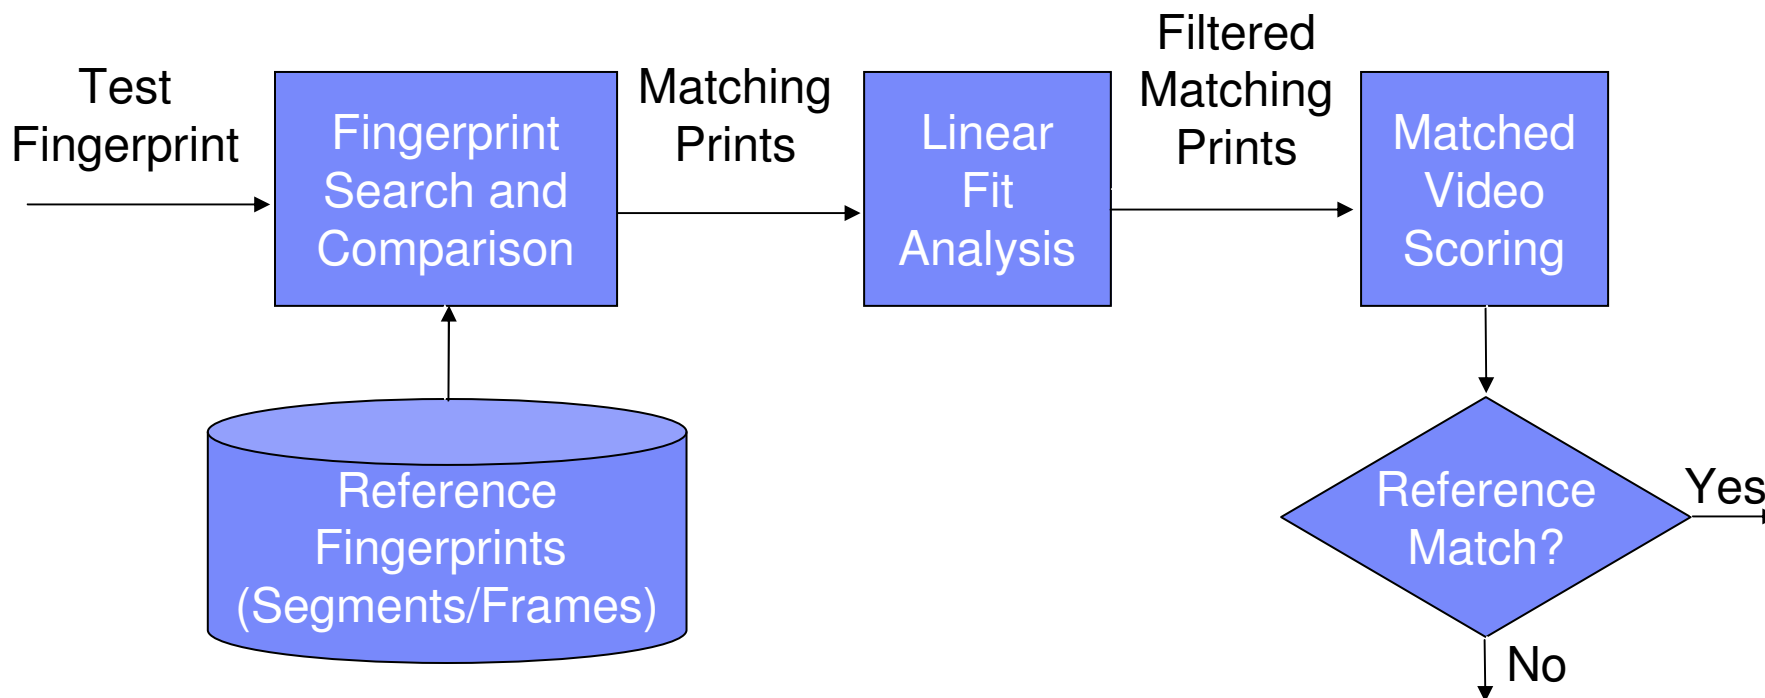 Test
Fingerprint
Fingerprint
Search and
Comparison
Matching
Prints
Linear
Fit
Analysis
Filtered
Matching
Prints
Matched
Video
Scoring
Reference
Fingerprints
(Segments/Frames)
Reference
Match?
Yes
No